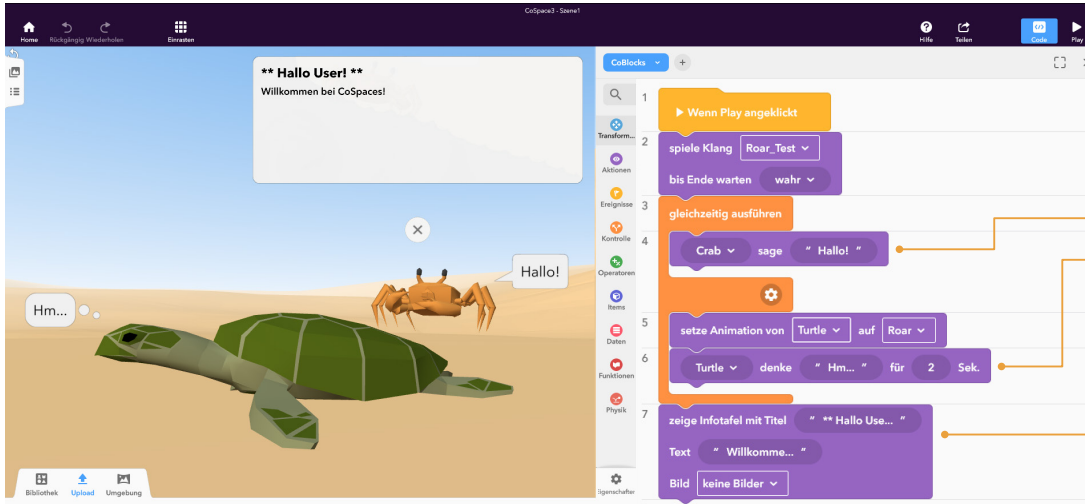 CoSpace3 - Szene1
Home Rückgängig Wiederholen Einrasten Hilfe Teilen Code Play
** Hallo User! **
Willkommen bei CoSpaces!
Hallo!
Hm...
Bibliothek Upload Umgebung
CoBlocks
Transform...
Aktionen
Ereignisse
Kontrolle
Operatoren
Items
Daten
Funktionen
Physik
Eigenschafter
1
Wenn Play angeklickt
2
spiele Klang Roar_Test
bis Ende warten wahr
3
gleichzeitig ausführen
4
Crab sage " Hallo! "
5
setze Animation von Turtle auf Roar
6
Turtle denke " Hm... " für 2 Sek.
7
zeige Infotafel mit Titel " ** Hallo Use... "
Text " Willkomme... "
Bild keine Bilder